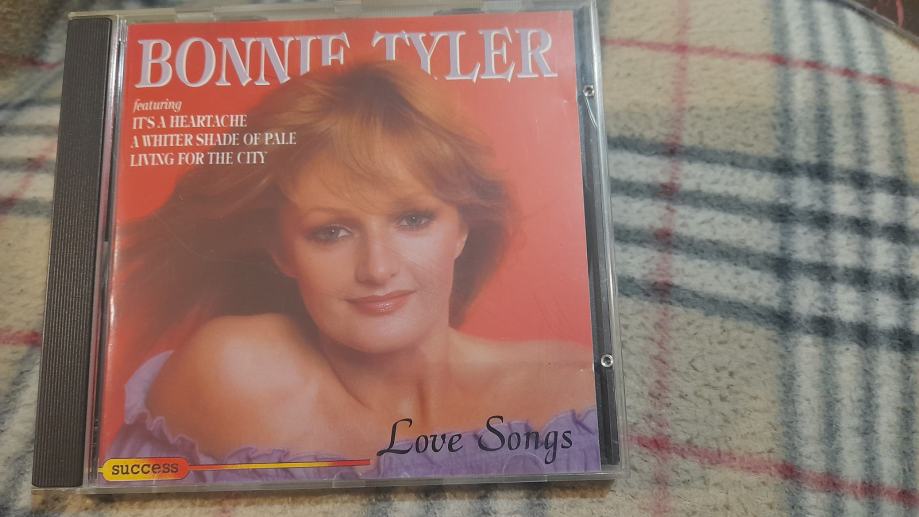 BONNIE TYLER
featuring
IT'S A HEARTACHE
A WHITER SHADE OF PALE
LIVING FOR THE CITY
Love Songs
success